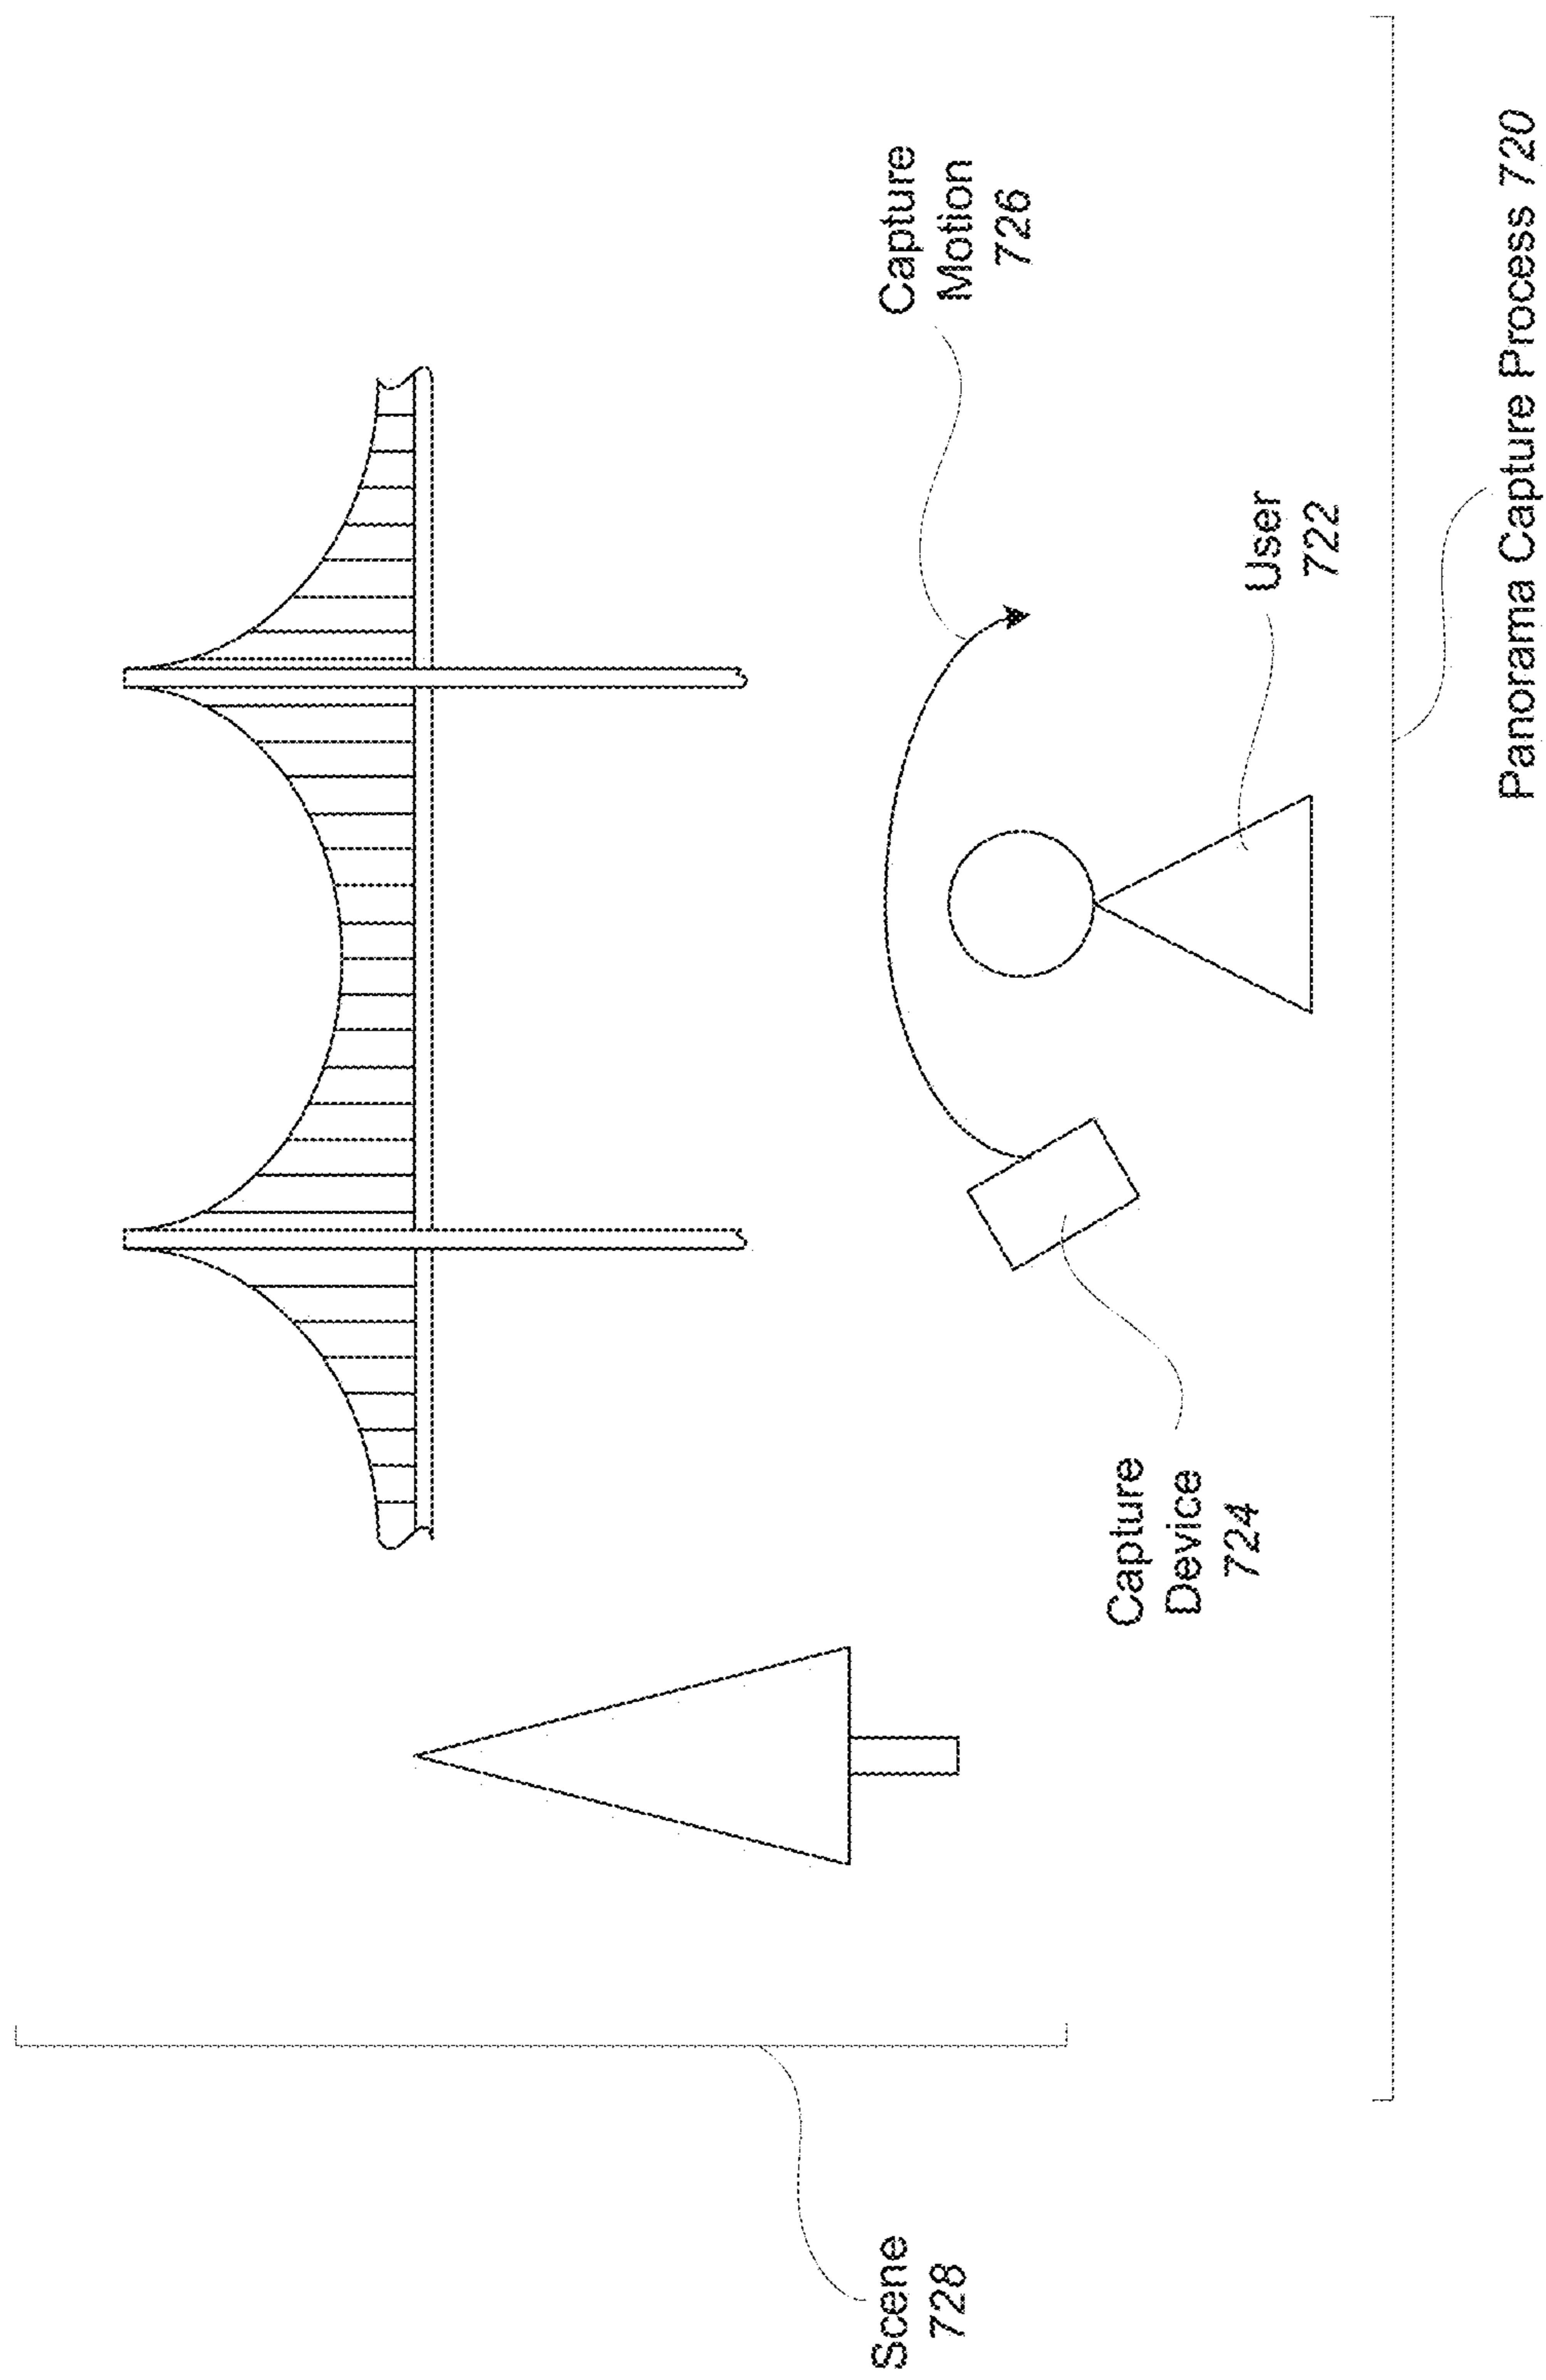 Scene
728
Capture
Device
724
Capture
Motion
726
User
722
Panorama Capture Process 720